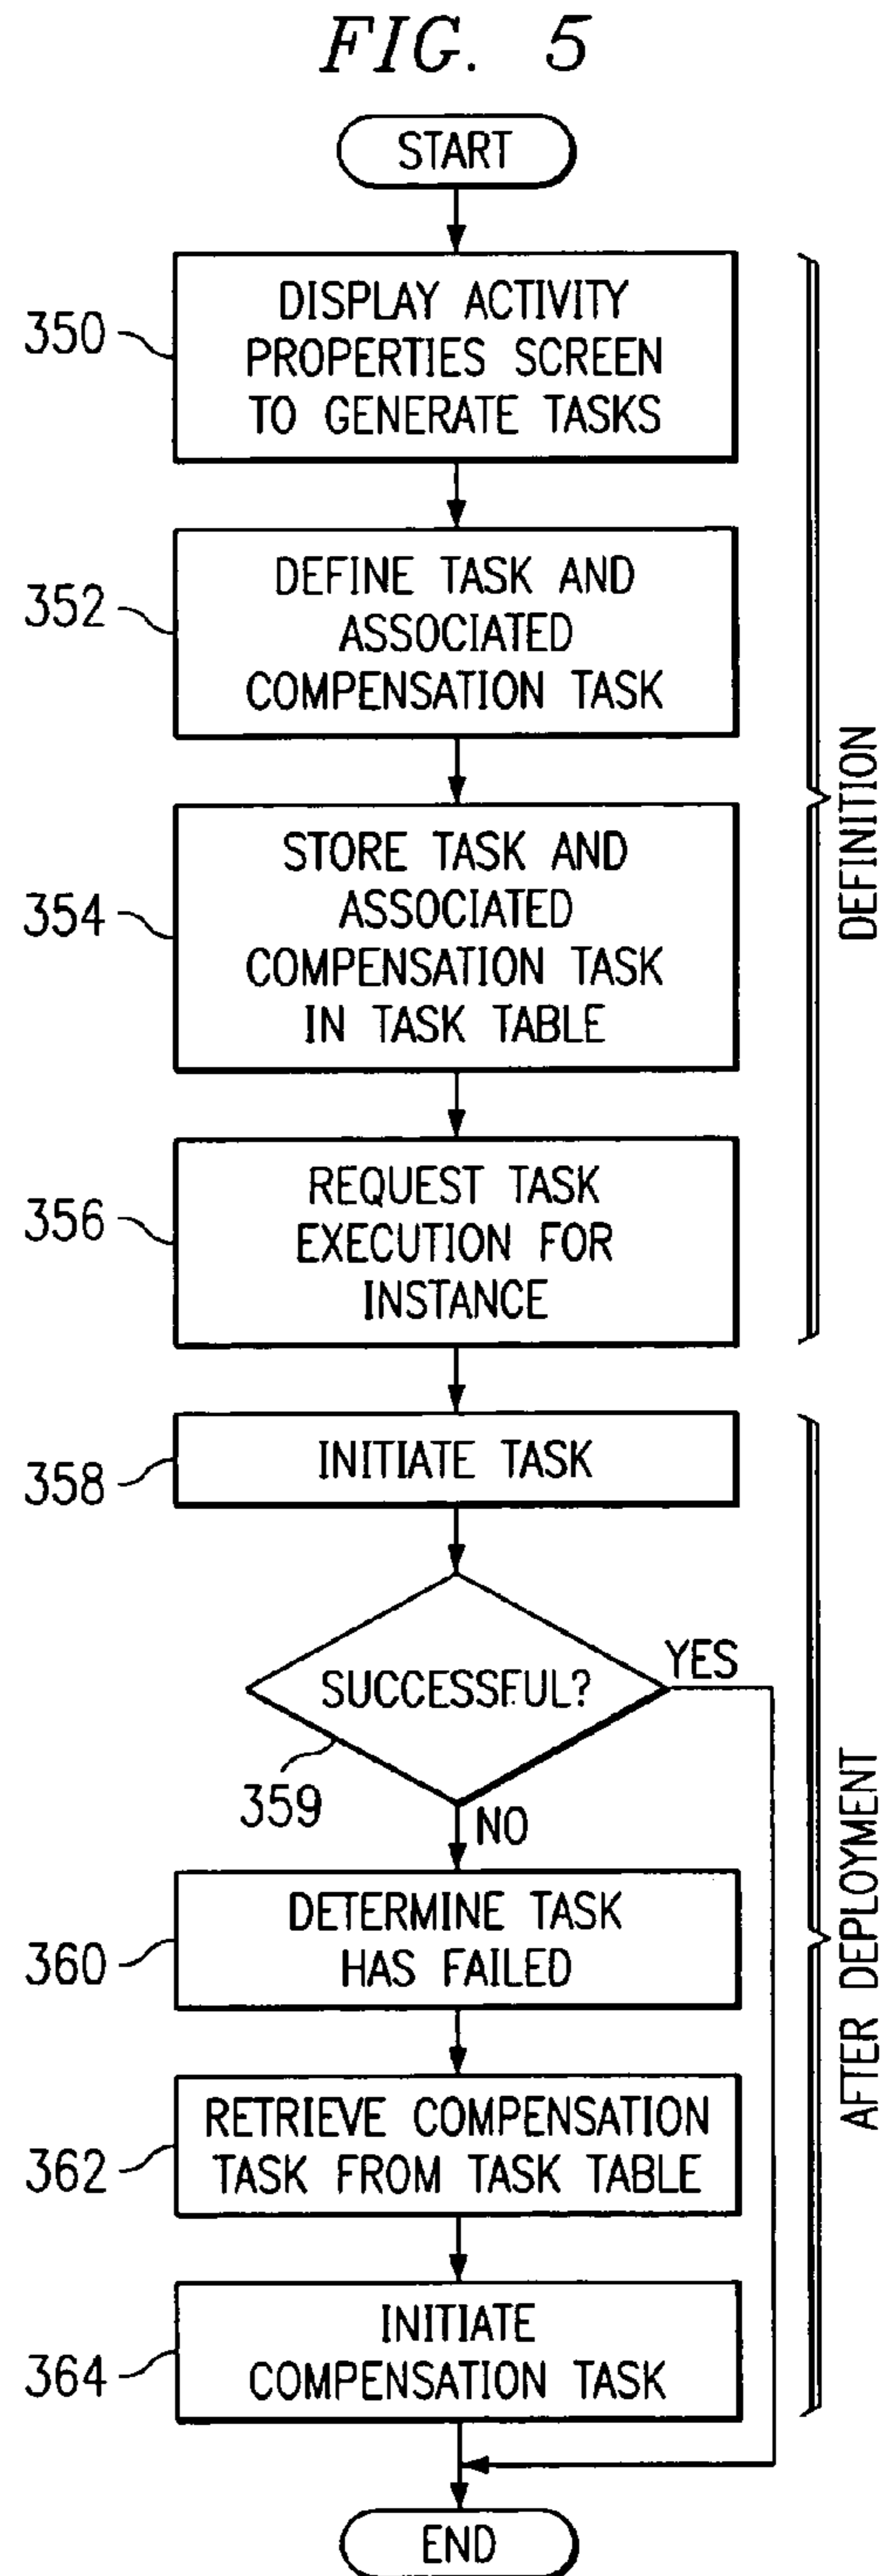 FIG. 5
START
350
DISPLAY ACTIVITY
PROPERTIES SCREEN
TO GENERATE TASKS
352
DEFINE TASK AND
ASSOCIATED
COMPENSATION TASK
354
STORE TASK AND
ASSOCIATED
COMPENSATION TASK
IN TASK TABLE
DEFINITION
356
REQUEST TASK
EXECUTION FOR
INSTANCE
358
INITIATE TASK
SUCCESSFUL?
YES
359
NO
360
DETERMINE TASK
HAS FAILED
AFTER DEPLOYMENT
362
RETRIEVE COMPENSATION
TASK FROM TASK TABLE
364
INITIATE
COMPENSATION TASK
END